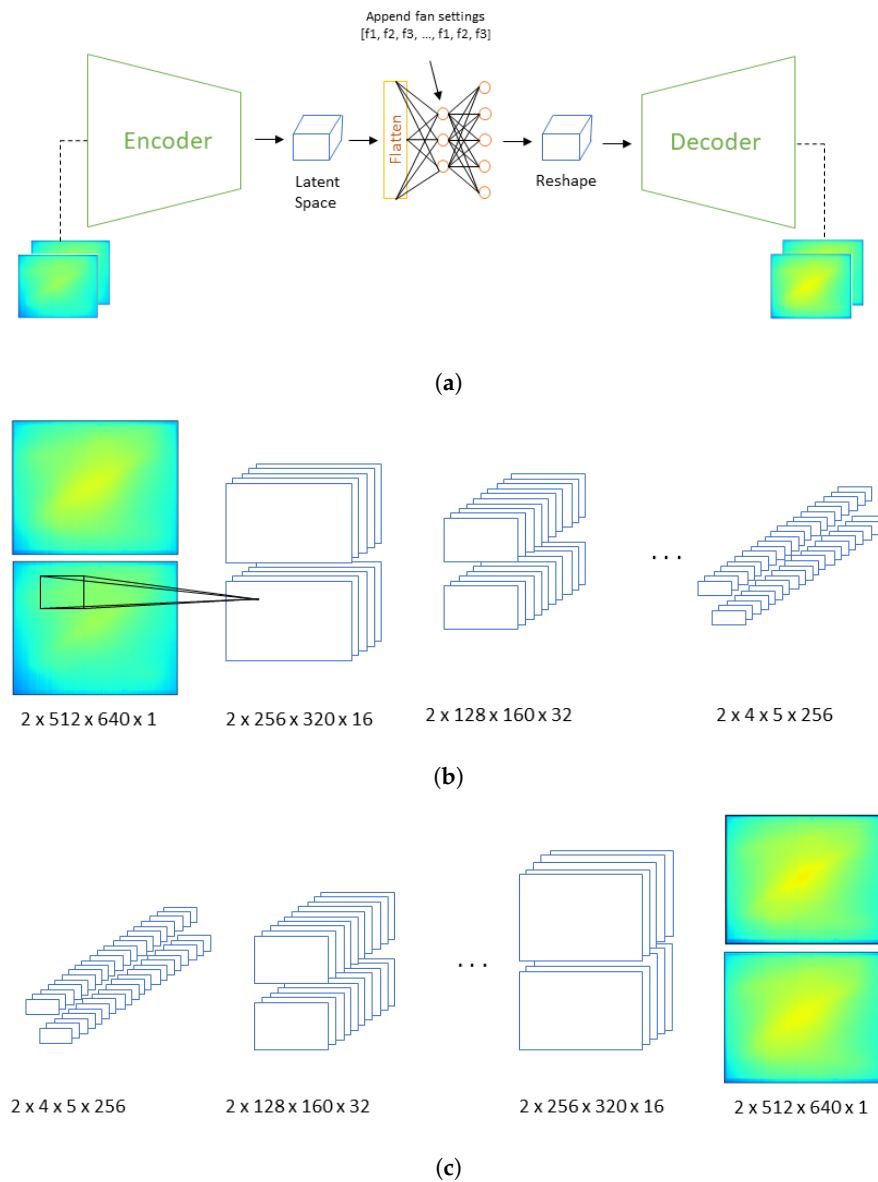 Append fan settings
[f1, f2, f3, ..., f1, f2, f3]
Encoder
Latent
Space
Flatten
Reshape
Decoder
(a)
. . .
2 x 512 x 640 x 1
2 x 256 x 320 x 16
2 x 128 x 160 x 32
2 x 4 x 5 x 256
(b)
. . .
2 x 4 x 5 x 256
2 x 128 x 160 x 32
2 x 256 x 320 x 16
2 x 512 x 640 x 1
(c)